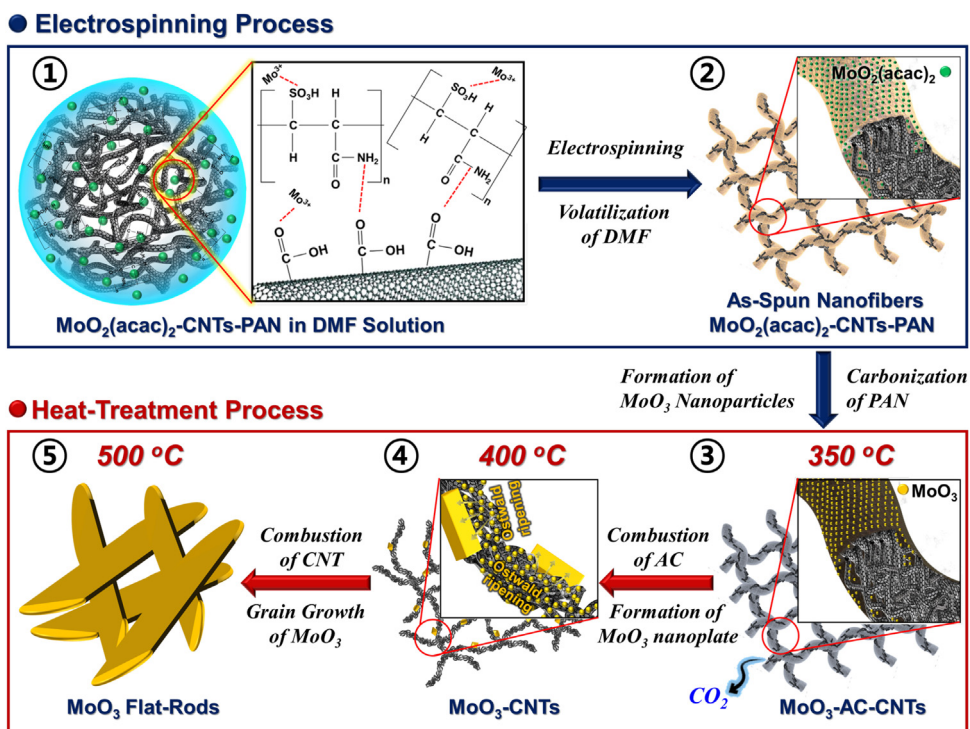 Electrospinning Process
①
Mo³⁺
SO₃H
H
C
C
H
C
NH₂
O
n
Mo³⁺
SO₃H
H
C
C
H
C
NH₂
O
n
Mo³⁺
O
C
OH
O
C
OH
O
C
OH
MoO₂(acac)₂-CNTs-PAN in DMF Solution
Electrospinning
Volatilization
of DMF
②
MoO₂(acac)₂
As-Spun Nanofibers
MoO₂(acac)₂-CNTs-PAN
Formation of
MoO₃ Nanoparticles
Carbonization
of PAN
Heat-Treatment Process
⑤ 500 °C
MoO₃ Flat-Rods
Combustion
of CNT
Grain Growth
of MoO₃
④ 400 °C
Ostwald
ripening
Ostwald
ripening
MoO₃-CNTs
Combustion
of AC
Formation of
MoO₃ nanoplate
③ 350 °C
MoO₃
CO₂
MoO₃-AC-CNTs